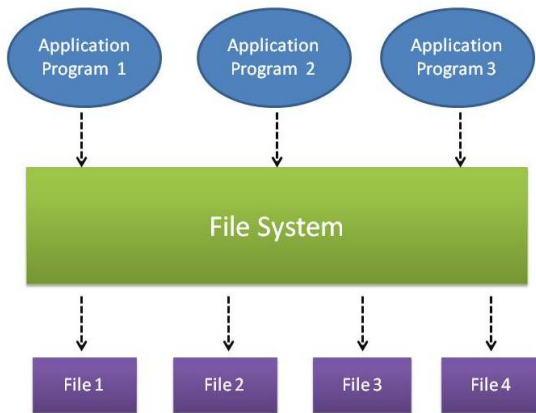 Application
Program 1
Application
Program 2
Application
Program 3
File System
File 1
File 2
File 3
File 4